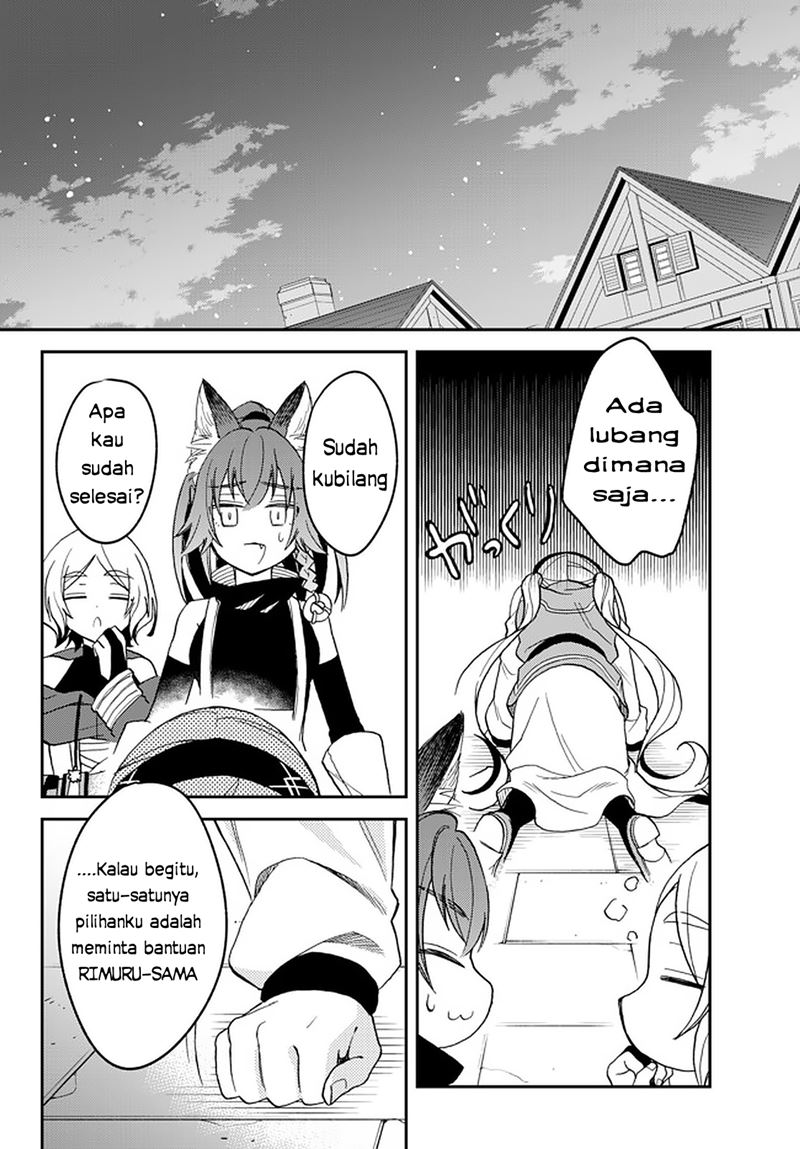 Ada
lubang
dimana
saja...
がっくり
Sudah
kubilang
Apa
kau
sudah
selesai?
....Kalau begitu,
satu-satunya
pilihanku adalah
meminta bantuan
RIMURU-SAMA